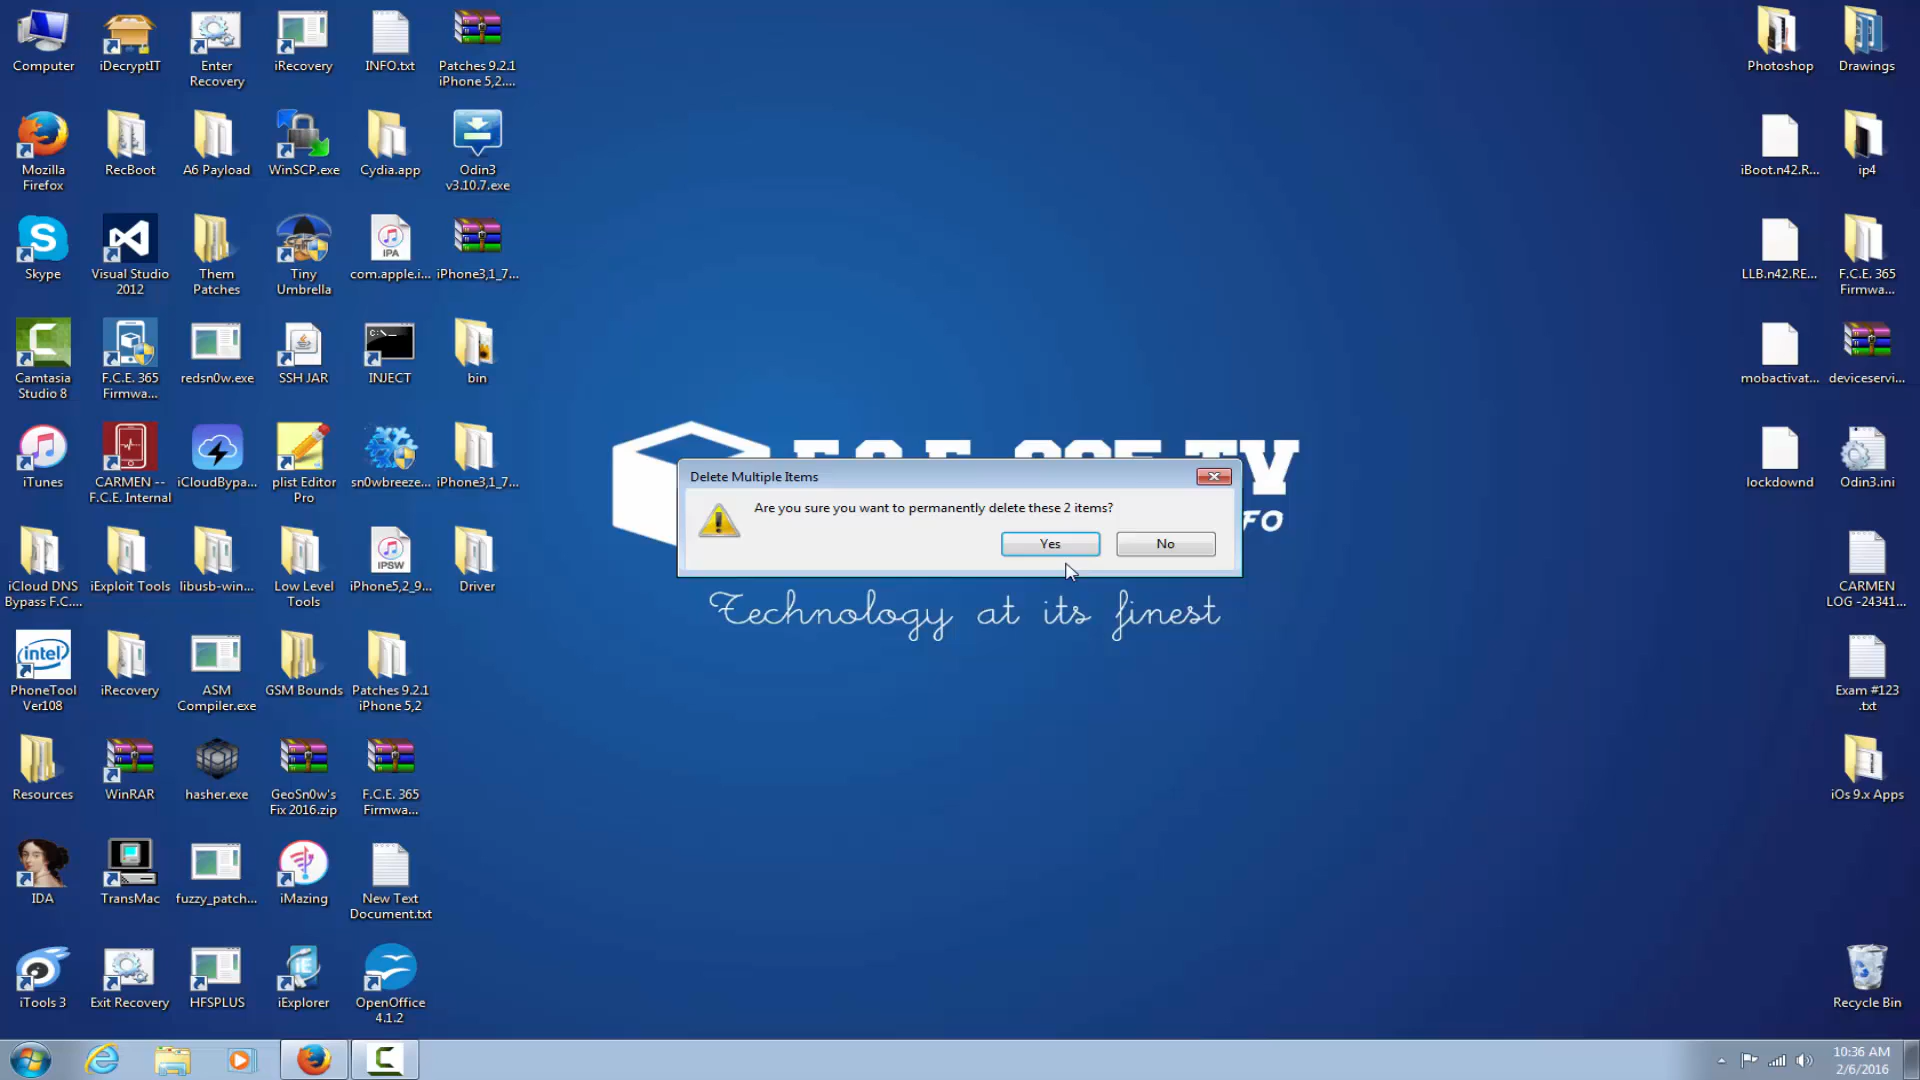 Computer
iDecryptIT
Enter
Recovery
iRecovery
INFO.txt
Patches 9.2.1
iPhone 5,2....
Photoshop
Drawings
Mozilla
Firefox
RecBoot
A6 Payload
WinSCP.exe
Cydia.app
Odin3
v3.10.7.exe
iBoot.n42.R...
ip4
Skype
Visual Studio
2012
Them
Patches
Tiny
Umbrella
IPA
com.apple.i...
iPhone3,1_7...
LLB.n42.RE...
F.C.E. 365
Firmwa...
Camtasia
Studio 8
F.C.E. 365
Firmwa...
redsn0w.exe
SSH JAR
C:\_
INJECT
bin
mobactivat...
deviceservi...
iTunes
CARMEN --
F.C.E. Internal
iCloudBypa...
plist Editor
Pro
sn0wbreeze...
iPhone3,1_7...
lockdownd
Odin3.ini
TV
FO
Delete Multiple Items
Are you sure you want to permanently delete these 2 items?
Yes
No
Technology at its finest
iCloud DNS
Bypass F.C....
iExploit Tools
libusb-win...
Low Level
Tools
IPSW
iPhone5,2_9...
Driver
CARMEN
LOG -24341...
intel
PhoneTool
Ver108
iRecovery
ASM
Compiler.exe
GSM Bounds
Patches 9.2.1
iPhone 5,2
Exam #123
.txt
Resources
WinRAR
hasher.exe
GeoSn0w's
Fix 2016.zip
F.C.E. 365
Firmwa...
iOs 9.x Apps
IDA
TransMac
fuzzy_patch...
iMazing
New Text
Document.txt
iTools 3
Exit Recovery
HFSPLUS
iE
iExplorer
OpenOffice
4.1.2
Recycle Bin
10:36 AM
2/6/2016